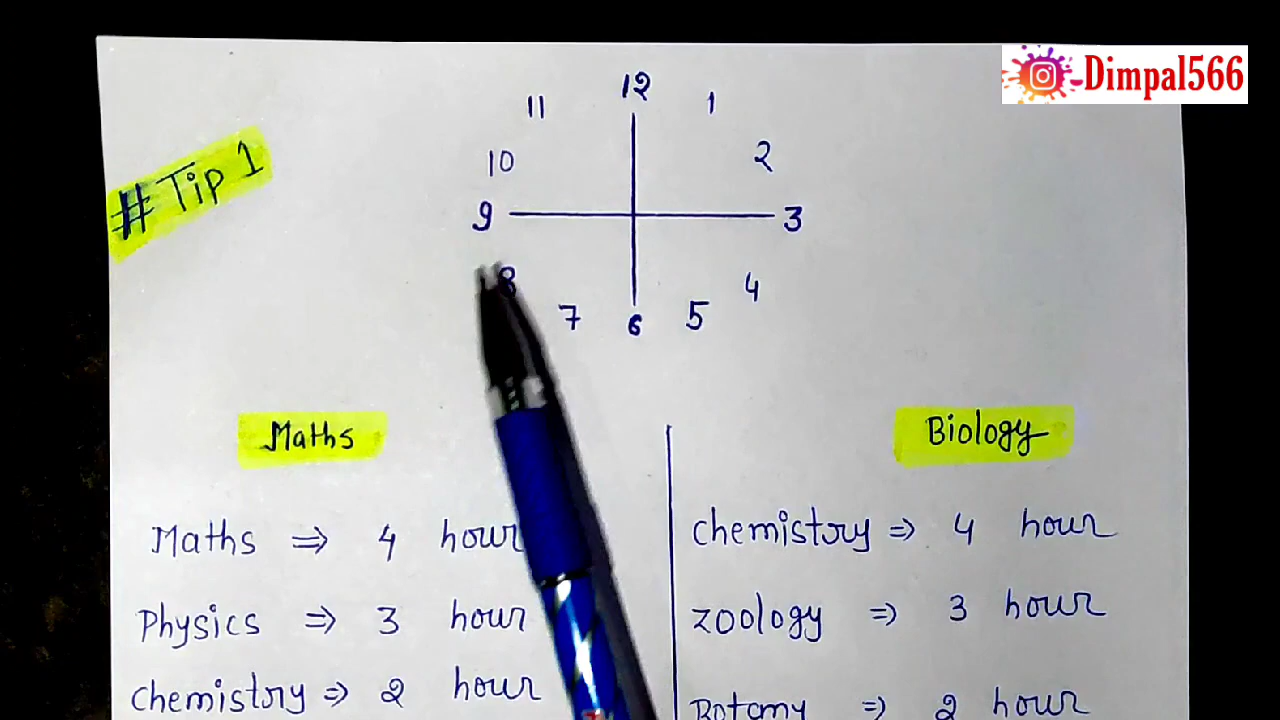 Dimpal566
12
11 1
#Tip 1
10 2
9 3
8 4
7 6 5
Maths
Biology
Maths ⇒ 4 hour
Physics ⇒ 3 hour
Chemistry ⇒ 2 hour
Chemistory ⇒ 4 hour
Zoology ⇒ 3 hour
Botany ⇒ 2 hour